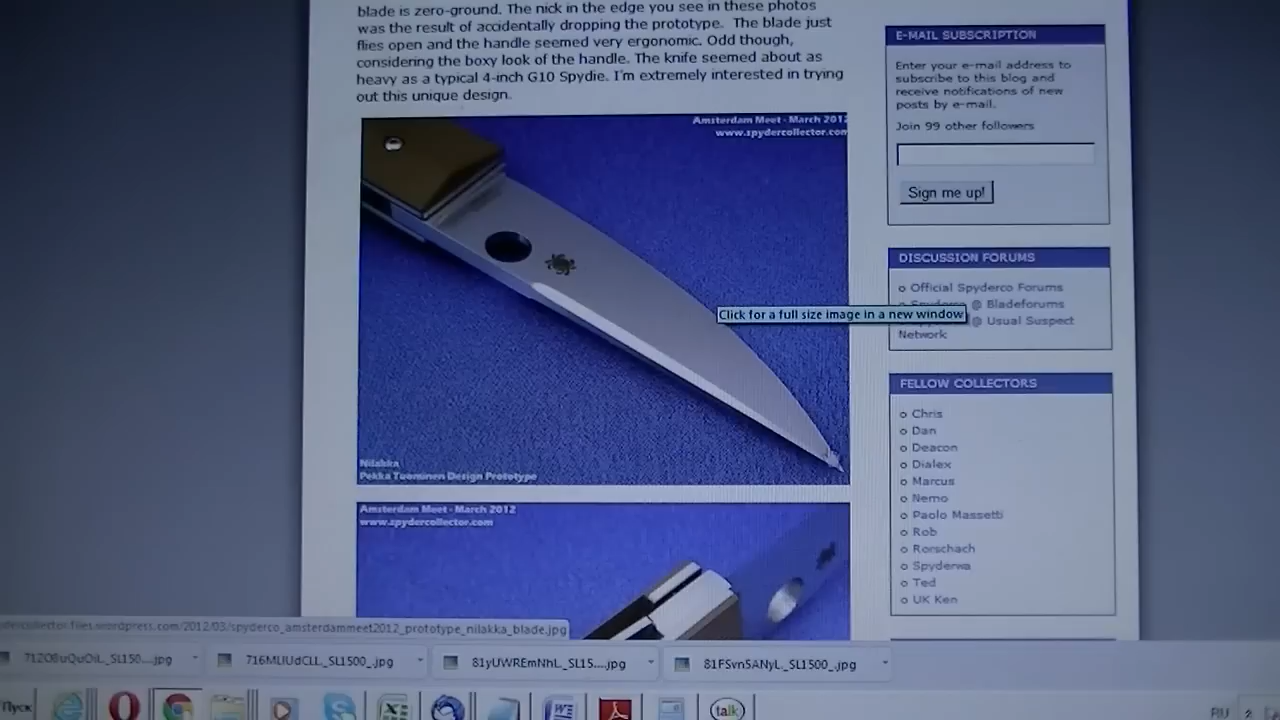 blade is zero-ground. The nick in the edge you see in these photos
was the result of accidentally dropping the prototype. The blade just
flies open and the handle seemed very ergonomic. Odd though,
considering the boxy look of the handle. The knife seemed about as
heavy as a typical 4-inch G10 Spydie. I'm extremely interested in trying
out this unique design.
Amsterdam Meet - March 2012
www.spydercollector.com
Click for a full size image in a new window
Nilakka
Pekka Tuominen Design Prototype
Amsterdam Meet - March 2012
www.spydercollector.com
E-MAIL SUBSCRIPTION
Enter your e-mail address to
subscribe to this blog and
receive notifications of new
posts by e-mail.
Join 99 other followers
Sign me up!
DISCUSSION FORUMS
Official Spyderco Forums
Spyderco @ Bladeforums
@ Usual Suspect
Network
FELLOW COLLECTORS
Chris
Dan
Deacon
Dialex
Marcus
Nemo
Paolo Massetti
Rob
Rorschach
Spyderwa
Ted
UK Ken
dercollector.files.wordpress.com/2012/03/spyderco_amsterdammeet2012_prototype_nilakka_blade.jpg
71ZO8uQuOiL_SL150....jpg
716MLIUdCLL_SL1500_.jpg
81yUWREmNhL_SL15....jpg
81FSvn5ANyL_SL1500_.jpg
Пуск
talk
RU